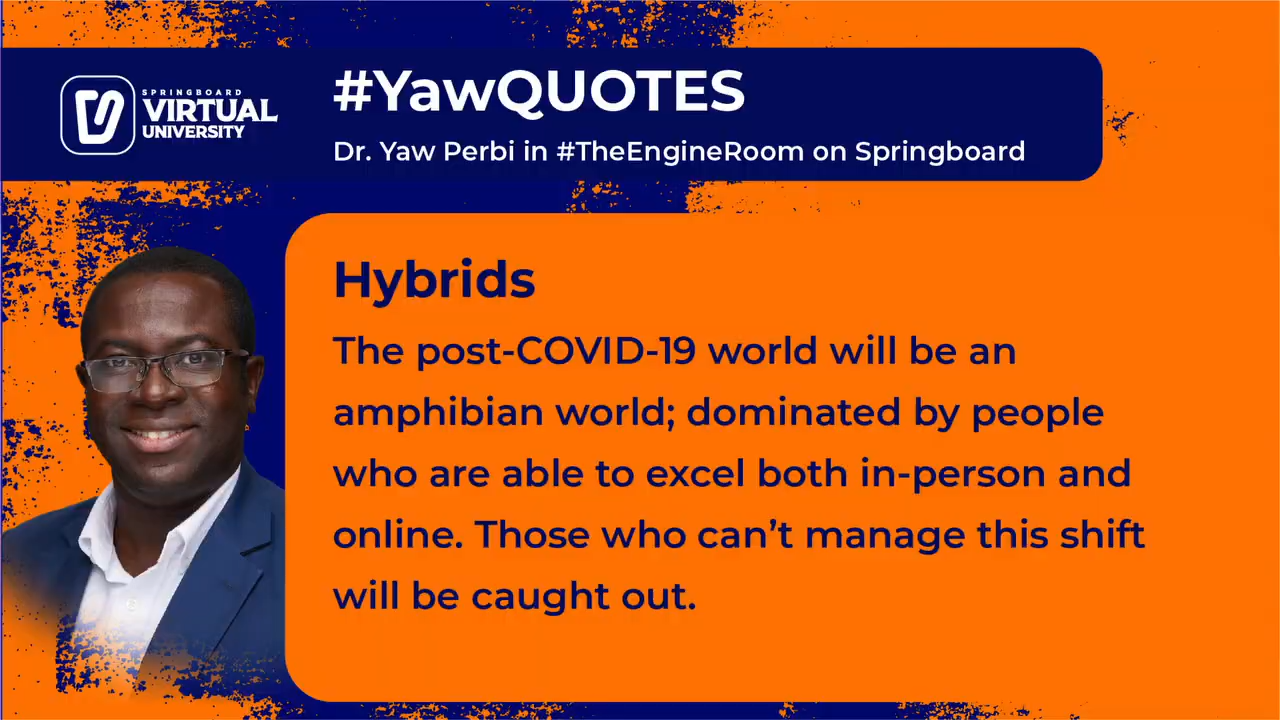 SPRINGBOARD
VIRTUAL
UNIVERSITY
#YawQUOTES
Dr. Yaw Perbi in #TheEngineRoom on Springboard
Hybrids
The post-COVID-19 world will be an
amphibian world; dominated by people
who are able to excel both in-person and
online. Those who can’t manage this shift
will be caught out.